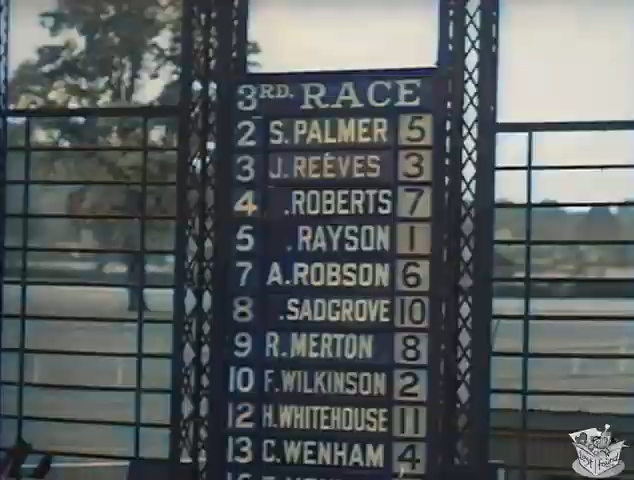 3RD. RACE
2 S. PALMER 5
3 J. REEVES 3
4 . ROBERTS 7
5 . RAYSON 1
7 A. ROBSON 6
8 . SADGROVE 10
9 R. MERTON 8
10 F. WILKINSON 2
12 H. WHITEHOUSE 11
13 C. WENHAM 4